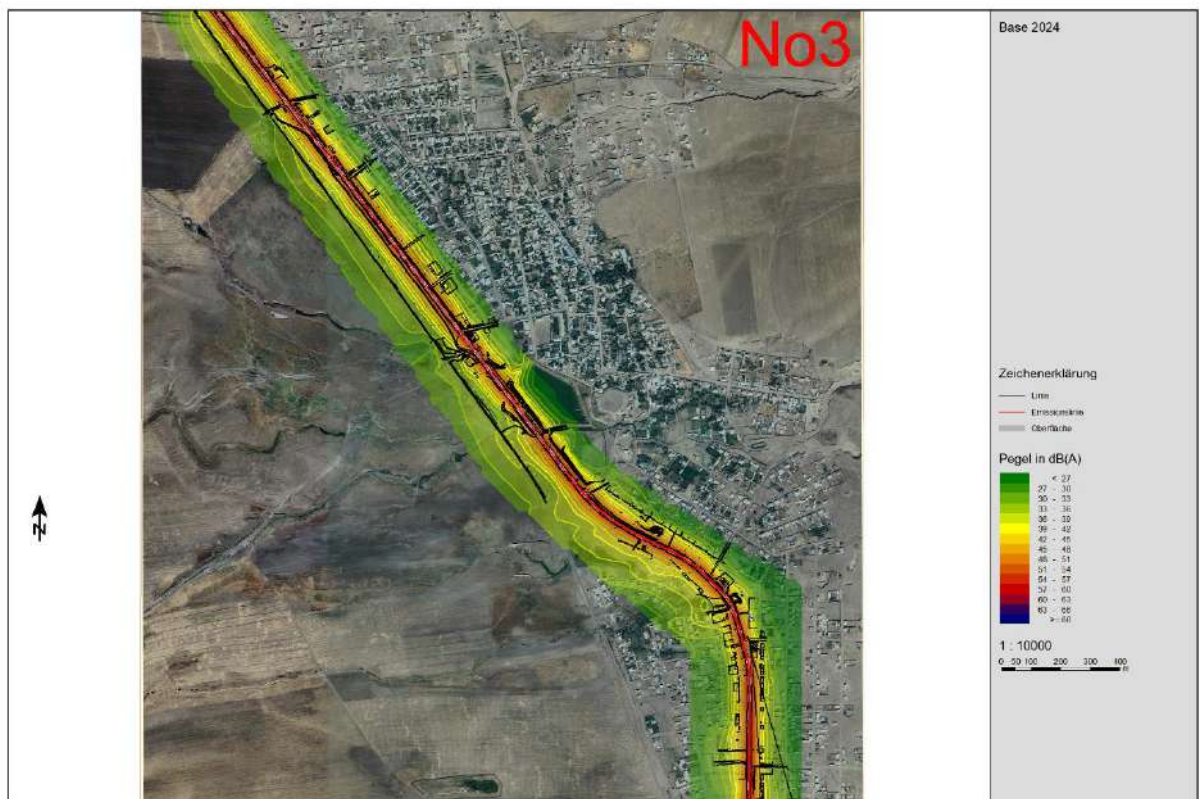 No3
Base 2024
Zeichenerklärung
Linie
Emissionslinie
Oberfläche
Pegel in dB(A)
< 27
27 - 30
30 - 33
33 - 36
36 - 39
39 - 42
42 - 45
45 - 48
48 - 51
51 - 54
54 - 57
57 - 60
60 - 63
63 - 66
1 : 10000
0 50 100 200 300 400
m
N